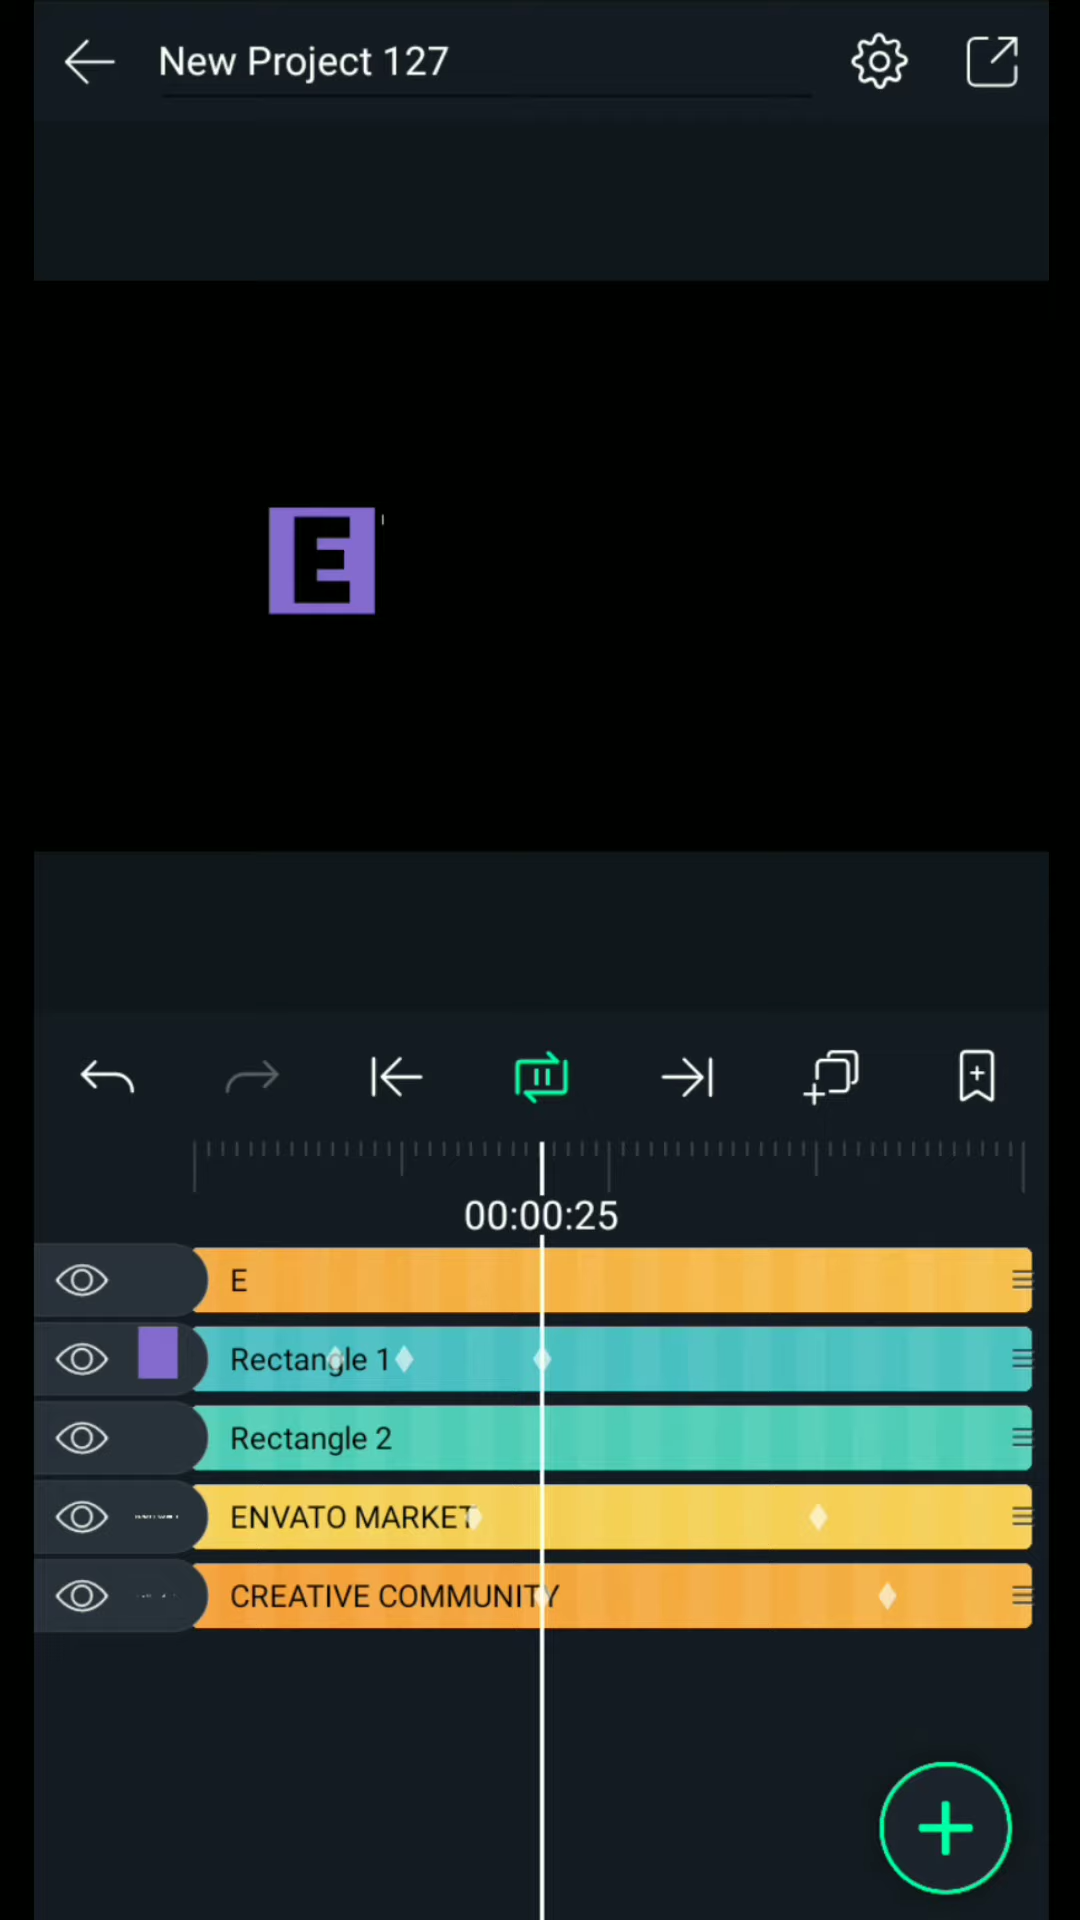 New Project 127
E
00:00:25
E
Rectangle 1
Rectangle 2
ENVATO MARKET
CREATIVE COMMUNITY